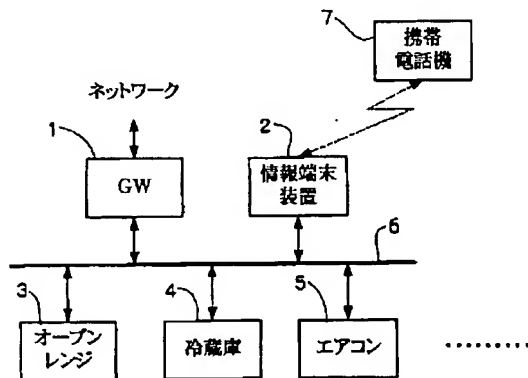 7
携帯
電話機
ネットワーク
1
GW
2
情報端末
装置
6
3
オーブン
レンジ
4
冷蔵庫
5
エアコン
………